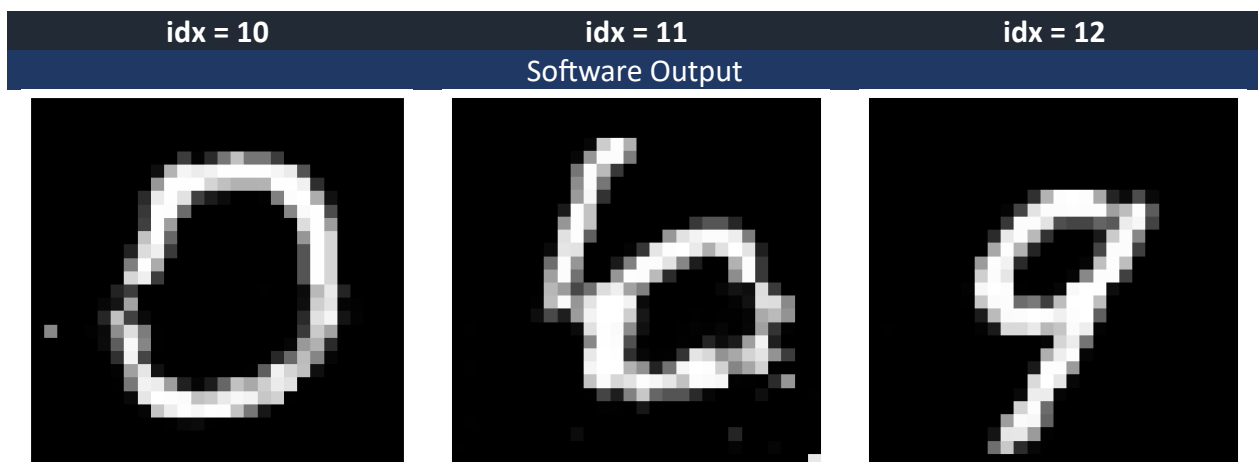 idx = 10 idx = 11 idx = 12
Software Output
0 6 9